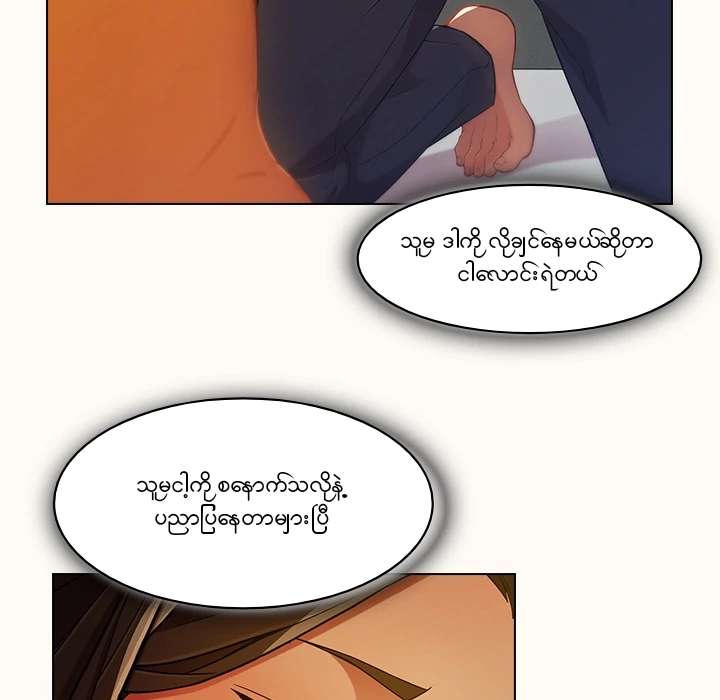 သူမ ဒါကို လိုချင်နေမယ်ဆိုတာ
ငါလောင်းရဲတယ်
သူမငါ့ကို စနောက်သလိုနဲ့
ပညာပြနေတာများပြီ